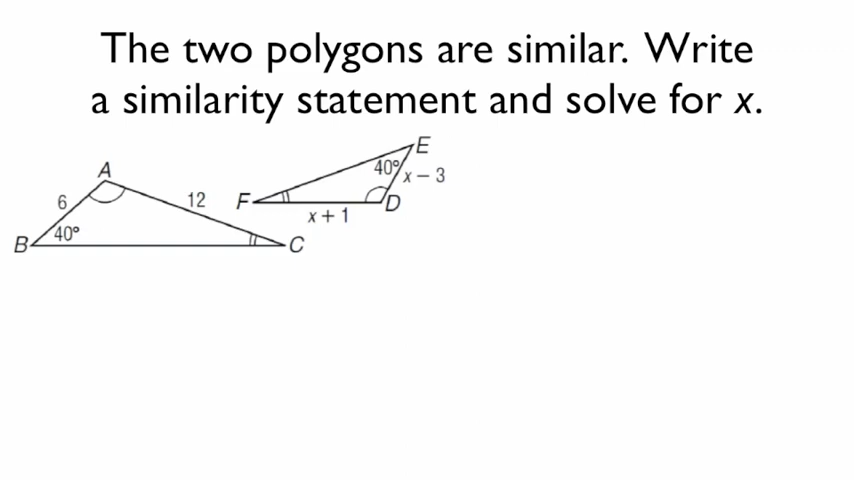 The two polygons are similar. Write
a similarity statement and solve for x.
E
A
40°
x – 3
6
12
F
D
x + 1
B
40°
C